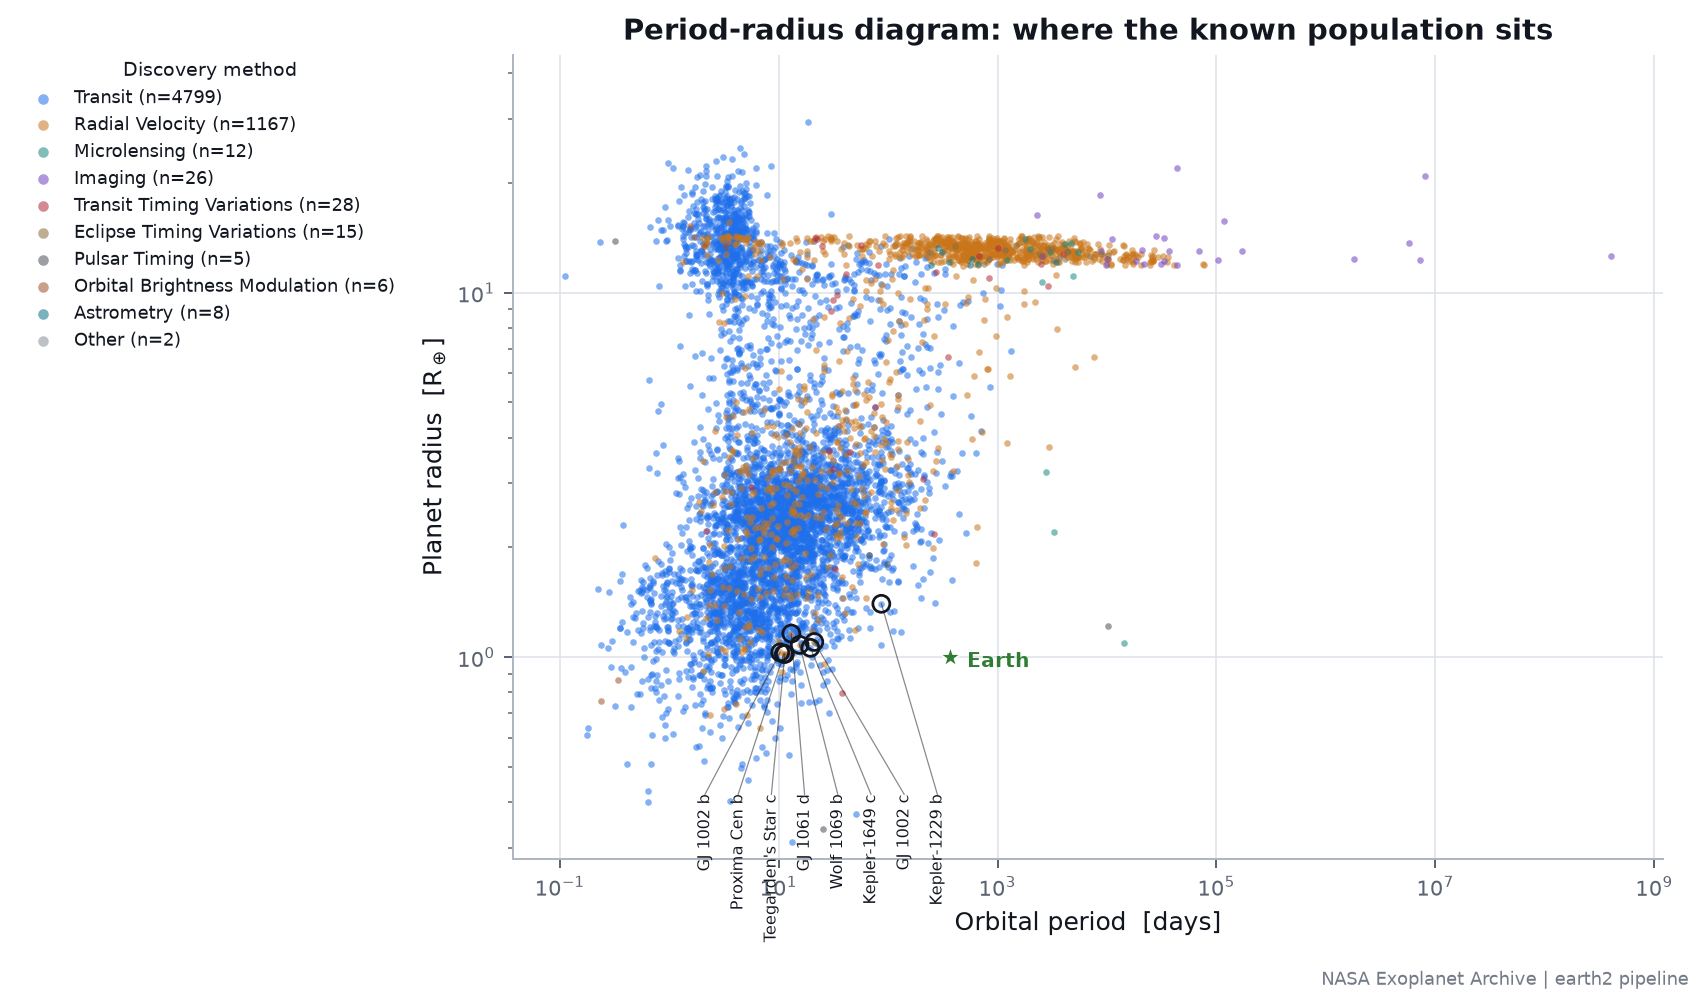 Period-radius diagram: where the known population sits
Discovery method
Transit (n=4799)
Radial Velocity (n=1167)
Microlensing (n=12)
Imaging (n=26)
Transit Timing Variations (n=28)
Eclipse Timing Variations (n=15)
Pulsar Timing (n=5)
Orbital Brightness Modulation (n=6)
Astrometry (n=8)
Other (n=2)
Planet radius [R⊕]
10¹
10⁰
Earth
GJ 1002 b
Proxima Cen b
Teegarden's Star c
GJ 1061 d
Wolf 1069 b
Kepler-1649 c
GJ 1002 c
Kepler-1229 b
10⁻¹ 10¹ 10³ 10⁵ 10⁷ 10⁹
Orbital period [days]
NASA Exoplanet Archive | earth2 pipeline